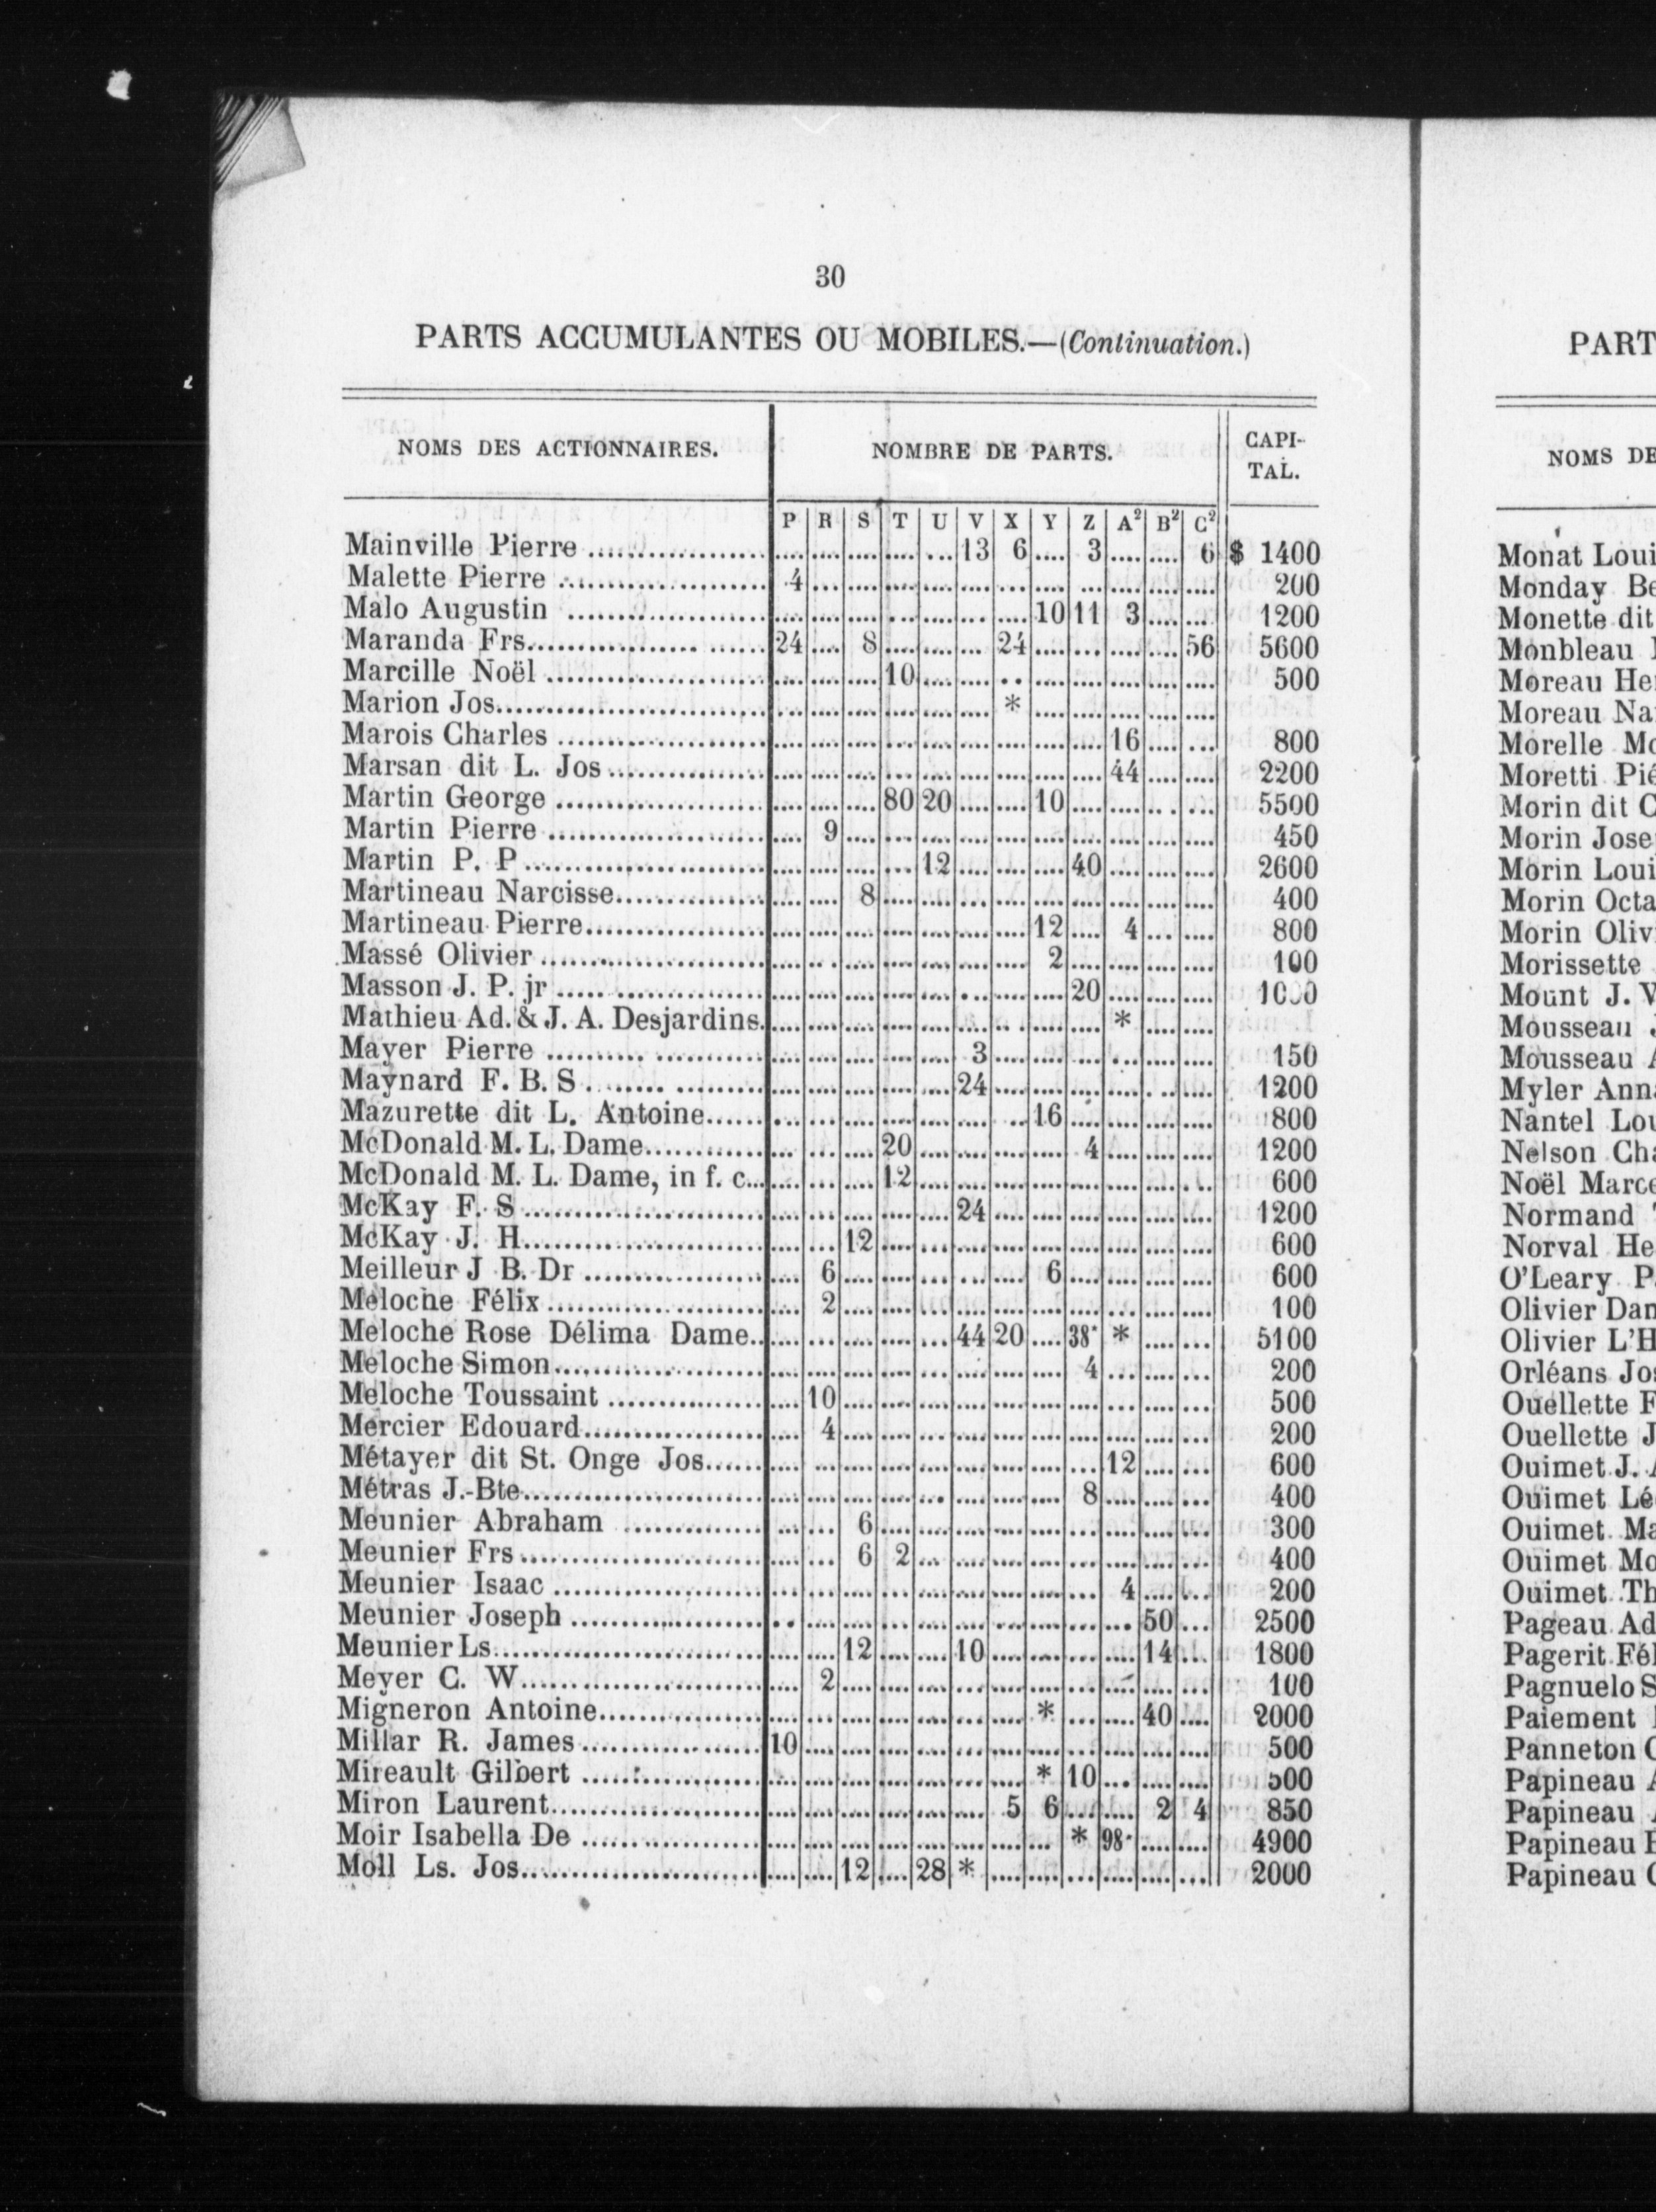 30
PARTS ACCUMULANTES OU MOBILES.—(Continuation.)
NOMS DES ACTIONNAIRES. NOMBRE DE PARTS. CAPI-
TAL.
P R S T U V X Y Z A² B² C²
Mainville Pierre .... 13 6 .... 3 .... 6 $ 1400
Malette Pierre .... 4 .... 200
Malo Augustin .... 10 11 3 .... 1200
Maranda Frs.... 24 .... 8 .... 24 .... 56 5600
Marcille Noël .... 10 .... 500
Marion Jos.... * ....
Marois Charles .... 16 .... 800
Marsan dit L. Jos .... 44 .... 2200
Martin George .... 80 20 .... 10 .... 5500
Martin Pierre .... 9 .... 450
Martin P. P .... 12 .... 40 .... 2600
Martineau Narcisse.... 8 .... 400
Martineau Pierre.... 12 .... 4 .... 800
Massé Olivier .... 2 .... 100
Masson J. P. jr .... 20 .... 1000
Mathieu Ad. & J. A. Desjardins. .... * ....
Mayer Pierre .... 3 .... 150
Maynard F. B. S .... 24 .... 1200
Mazurette dit L. Antoine.... 16 .... 800
McDonald M. L. Dame.... 20 .... 4 .... 1200
McDonald M. L. Dame, in f. c... 12 .... 600
McKay F. S .... 24 .... 1200
McKay J. H.... 12 .... 600
Meilleur J B. Dr .... 6 .... 6 .... 600
Meloche Félix .... 2 .... 100
Meloche Rose Délima Dame.. .... 44 20 .... 38· * .... 5100
Meloche Simon.... 4 .... 200
Meloche Toussaint .... 10 .... 500
Mercier Edouard.... 4 .... 200
Métayer dit St. Onge Jos.... 12 .... 600
Métras J.-Bte.... 8 .... 400
Meunier Abraham .... 6 .... 300
Meunier Frs .... 6 2 .... 400
Meunier Isaac .... 4 .... 200
Meunier Joseph .... 50 .... 2500
Meunier Ls.... 12 .... 10 .... 14 .... 1800
Meyer C. W.... 2 .... 100
Migneron Antoine.... * .... 40 .... 2000
Millar R. James .... 10 .... 500
Mireault Gilbert .... * 10 .... 500
Miron Laurent.... 5 6 .... 2 4 850
Moir Isabella De .... * 98· .... 4900
Moll Ls. Jos.... 12 .... 28 * .... 2000
PART
NOMS DE
Monat Loui
Monday Be
Monette dit
Monbleau
Moreau He
Moreau Na
Morelle Mo
Moretti Pié
Morin dit C
Morin Jose
Morin Loui
Morin Octa
Morin Oliv
Morissette
Mount J. V
Mousseau J
Mousseau A
Myler Anna
Nantel Lou
Nelson Cha
Noël Marce
Normand
Norval He
O'Leary P
Olivier Dan
Olivier L'H
Orléans Jos
Ouellette F
Ouellette J
Ouimet J. A
Ouimet Lé
Ouimet Ma
Ouimet Mo
Ouimet Th
Pageau Ad
Pagerit Fél
Pagnuelo S
Paiement
Panneton C
Papineau A
Papineau A
Papineau E
Papineau C